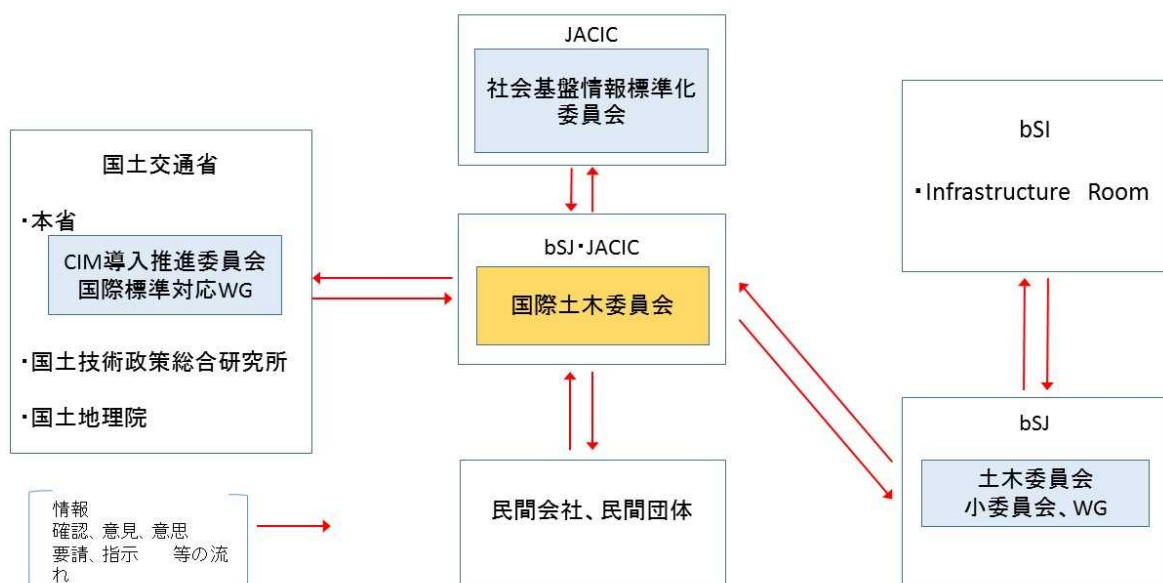 JACIC
社会基盤情報標準化
委員会
国土交通省
・本省
CIM導入推進委員会
国際標準対応WG
・国土技術政策総合研究所
・国土地理院
bSJ・JACIC
国際土木委員会
bSI
・Infrastructure Room
bSJ
土木委員会
小委員会、WG
民間会社、民間団体
情報
確認、意見、意思
要請、指示 等の流
れ